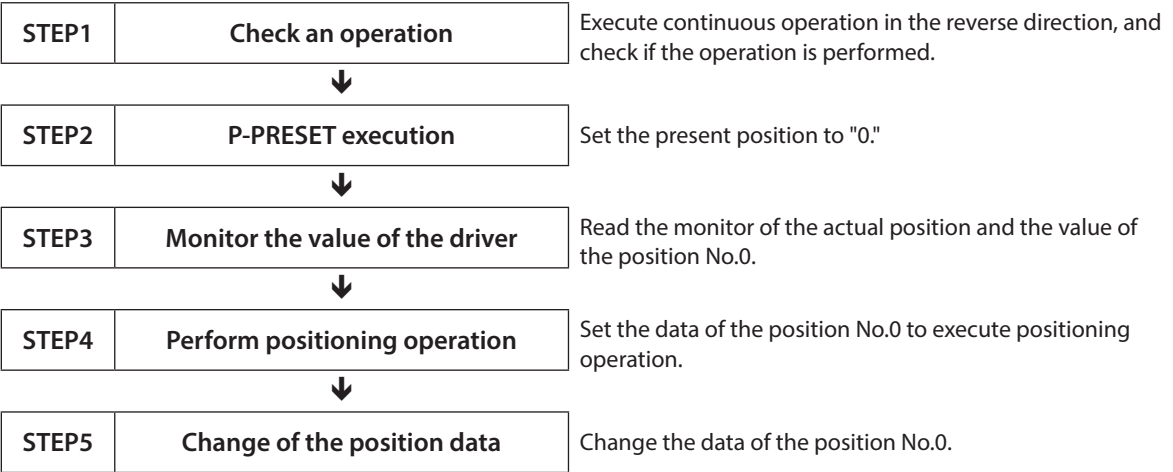 STEP1 Check an operation
Execute continuous operation in the reverse direction, and
check if the operation is performed.
STEP2 P-PRESET execution
Set the present position to "0."
STEP3 Monitor the value of the driver
Read the monitor of the actual position and the value of
the position No.0.
STEP4 Perform positioning operation
Set the data of the position No.0 to execute positioning
operation.
STEP5 Change of the position data
Change the data of the position No.0.